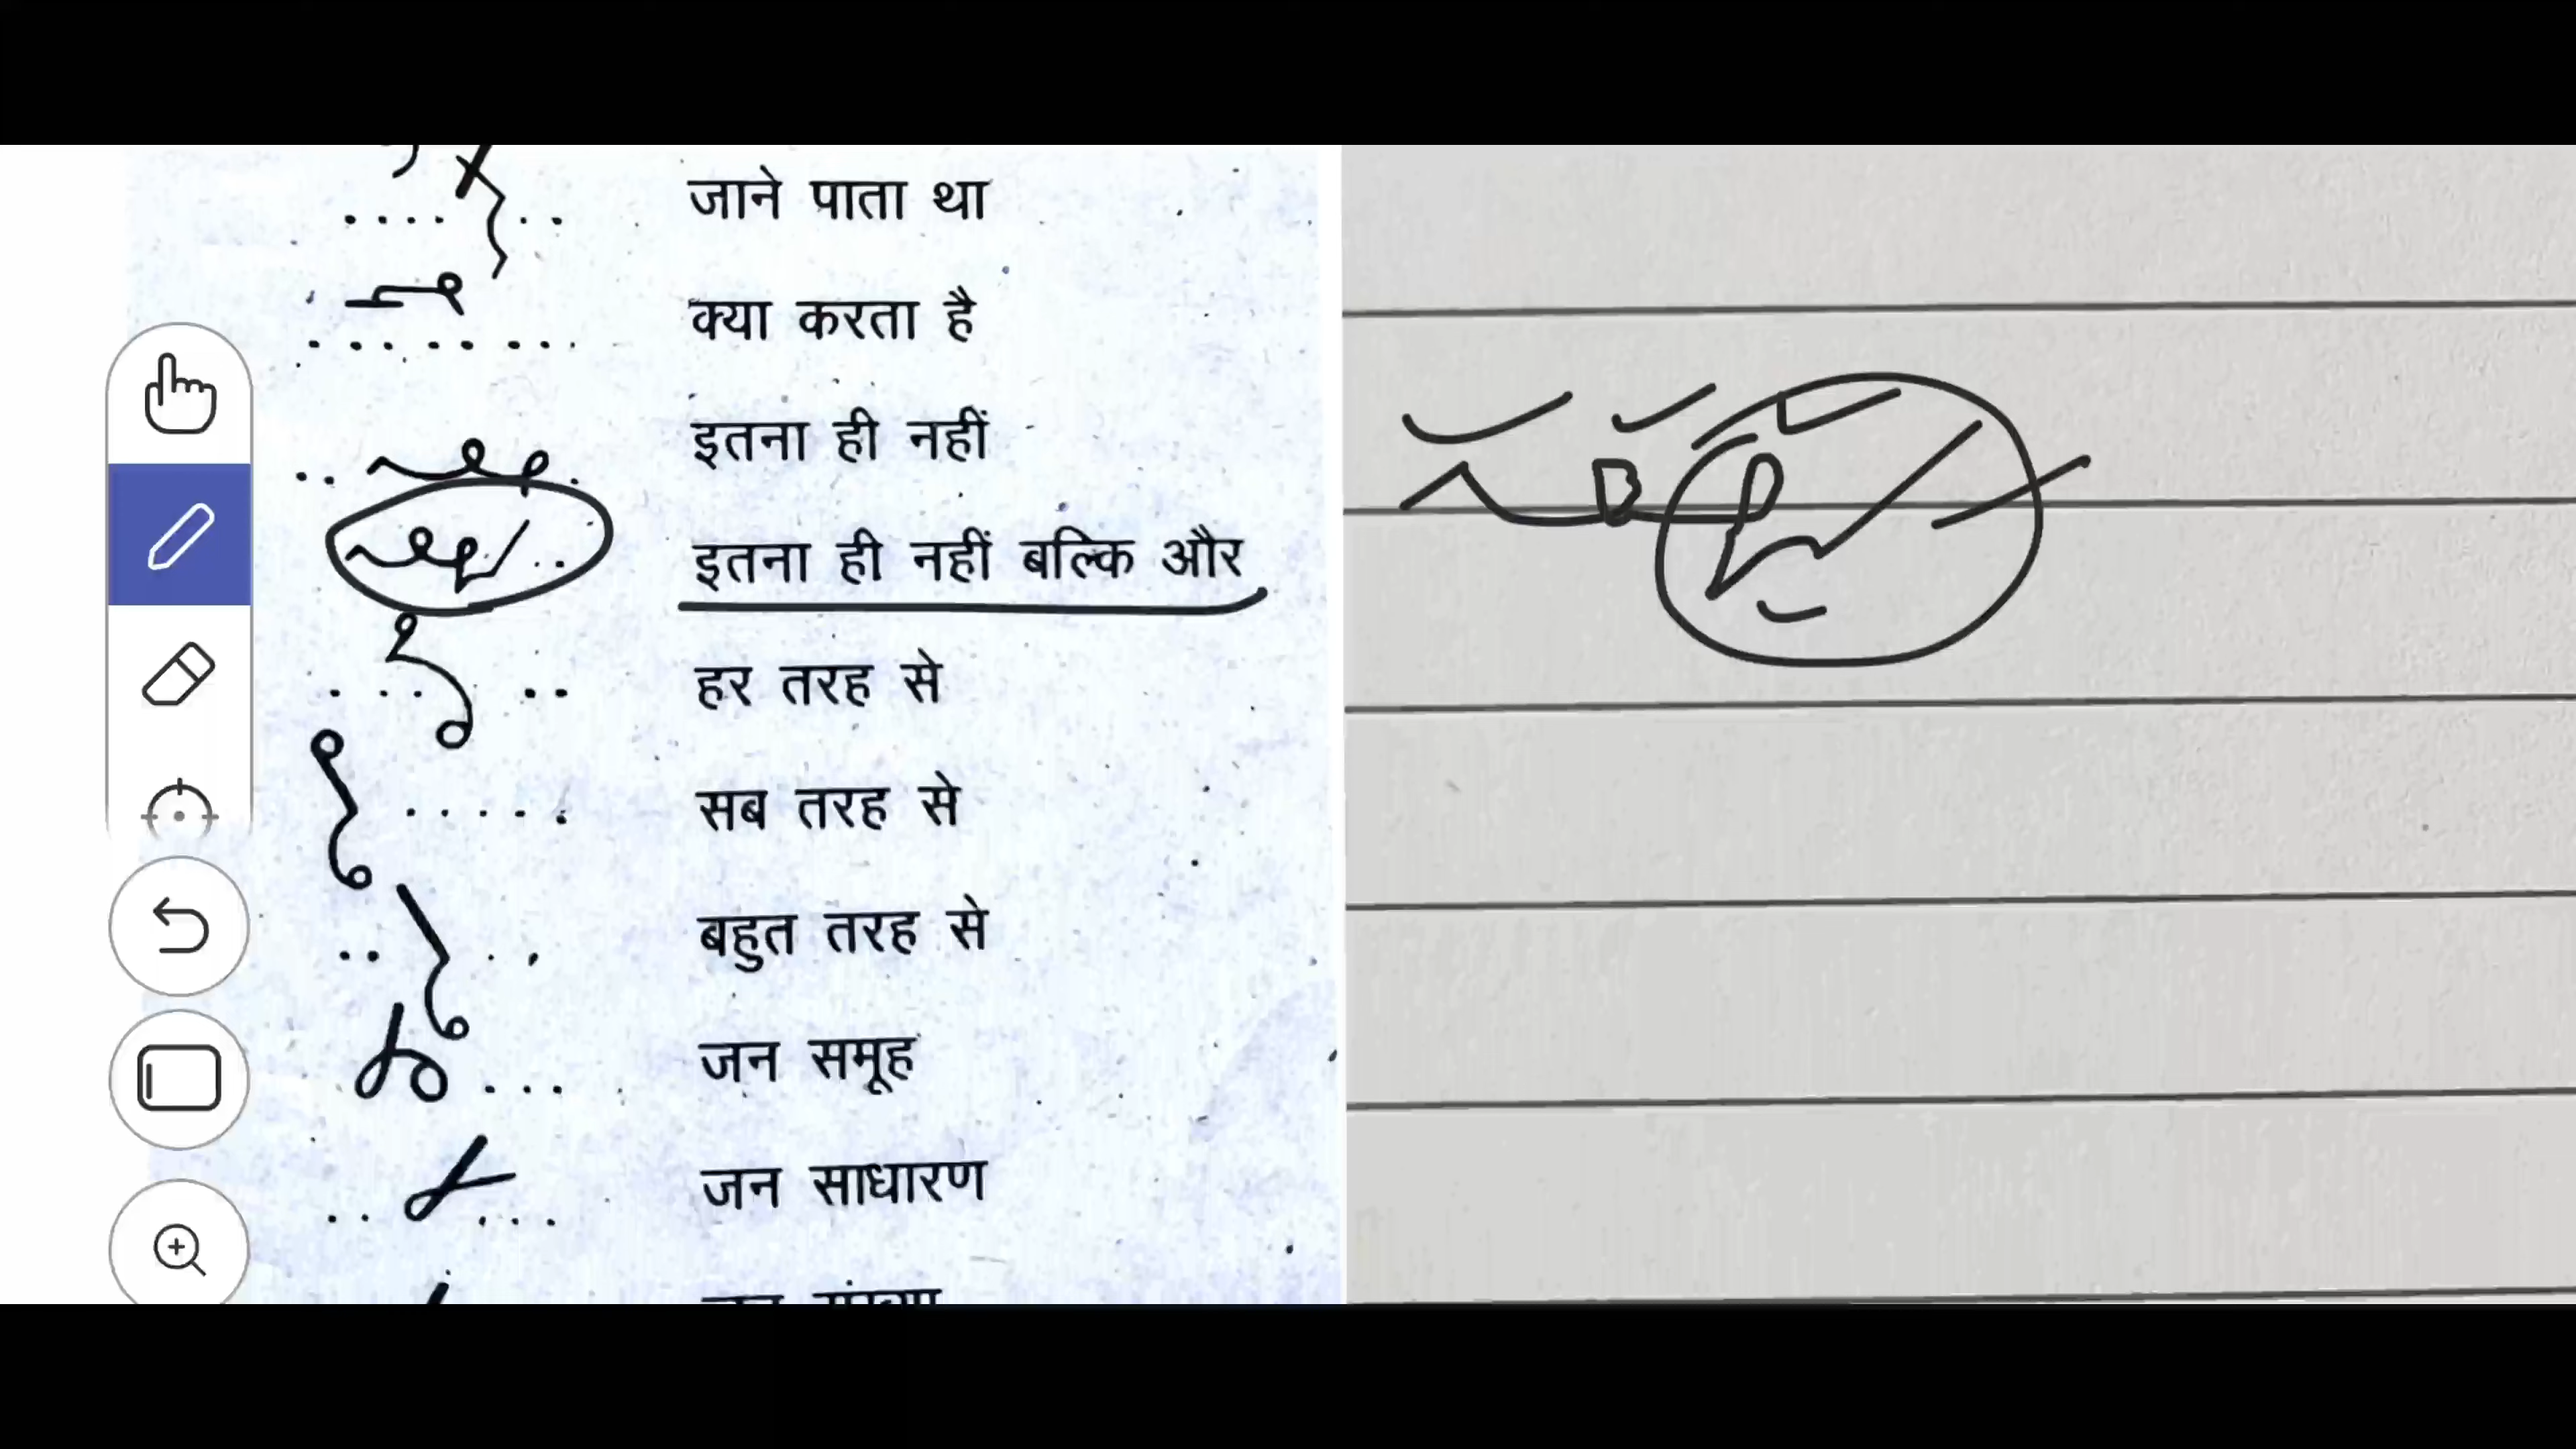 जाने पाता था
क्या करता है
इतना ही नहीं
इतना ही नहीं बल्कि और
हर तरह से
सब तरह से
बहुत तरह से
जन समूह
जन साधारण